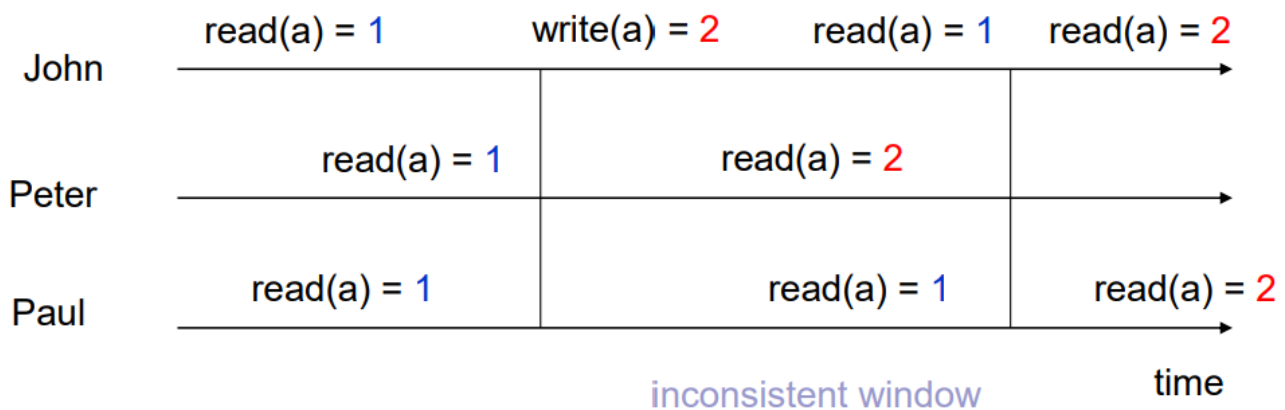 read(a) = 1 write(a) = 2 read(a) = 1 read(a) = 2
John
read(a) = 1 read(a) = 2
Peter
read(a) = 1 read(a) = 1 read(a) = 2
Paul
time
inconsistent window